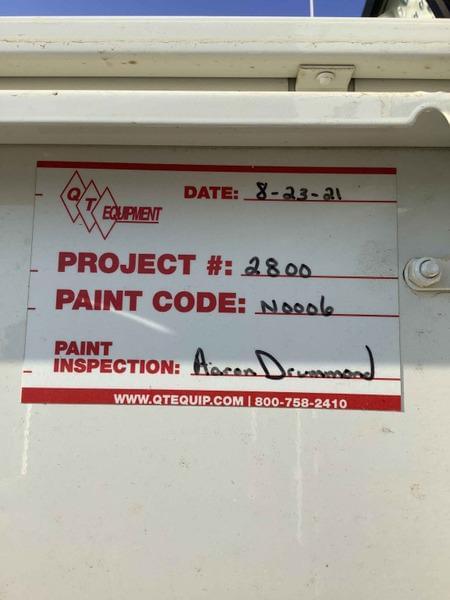 QT EQUIPMENT
DATE: 8-23-21
PROJECT #: 2800
PAINT CODE: N0006
PAINT
INSPECTION: Aaron Drummond
WWW.QTEQUIP.COM | 800-758-2410